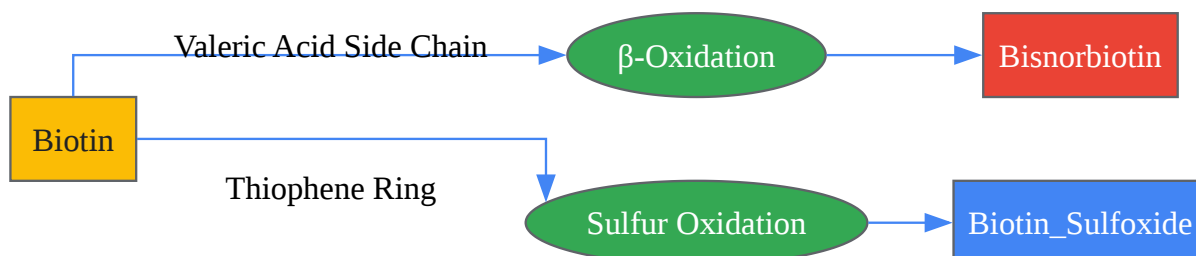 Valeric Acid Side Chain
β-Oxidation
Bisnorbiotin
Biotin
Thiophene Ring
Sulfur Oxidation
Biotin_Sulfoxide